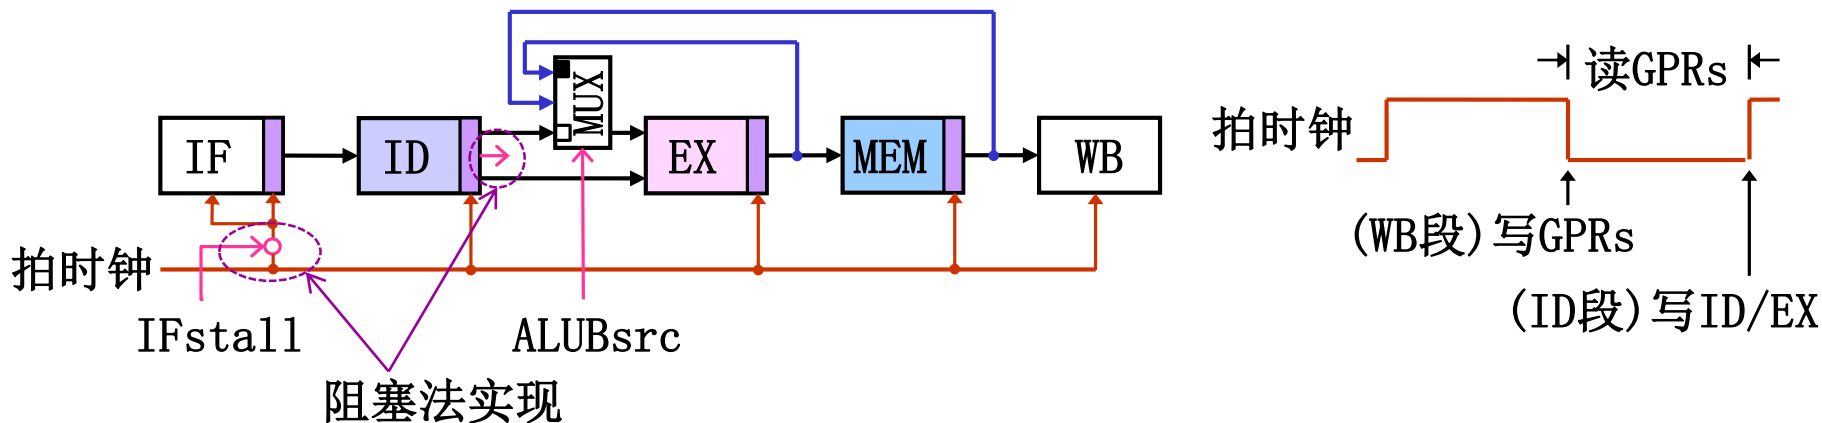 MUX
IF
ID
EX
MEM
WB
拍时钟
IFstall
ALUBsrc
阻塞法实现
读GPRs
拍时钟
(WB段)写GPRs
(ID段)写ID/EX